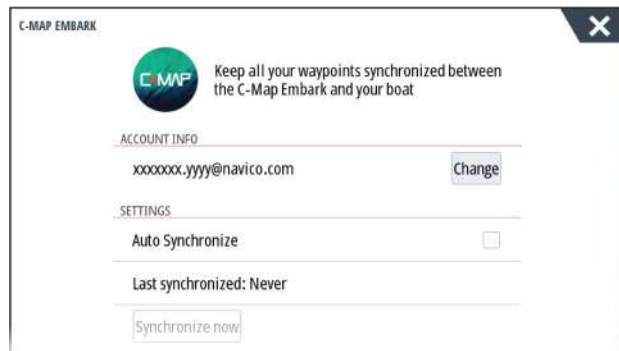 C-MAP EMBARK
C-MAP
Keep all your waypoints synchronized between
the C-Map Embark and your boat
ACCOUNT INFO
xxxxxxx.yyyy@navico.com
Change
SETTINGS
Auto Synchronize
Last synchronized: Never
Synchronize now